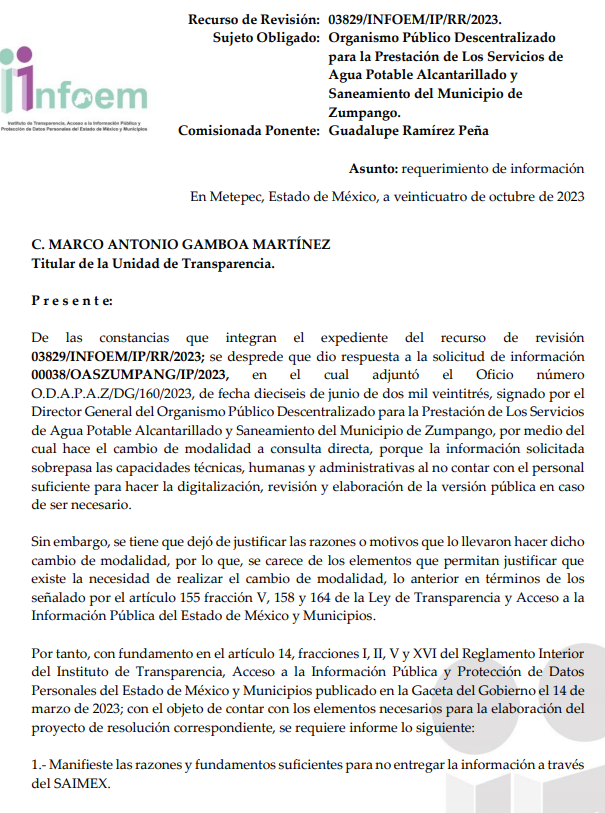 Recurso de Revisión: 03829/INFOEM/IP/RR/2023.
Sujeto Obligado: Organismo Público Descentralizado
para la Prestación de Los Servicios de
Agua Potable Alcantarillado y
Saneamiento del Municipio de
Zumpango.
Comisionada Ponente: Guadalupe Ramírez Peña
infoem
Instituto de Transparencia, Acceso a la Información Pública y
Protección de Datos Personales del Estado de México y Municipios
Asunto: requerimiento de información
En Metepec, Estado de México, a veinticuatro de octubre de 2023
C. MARCO ANTONIO GAMBOA MARTÍNEZ
Titular de la Unidad de Transparencia.
P r e s e n t e:
De las constancias que integran el expediente del recurso de revisión
03829/INFOEM/IP/RR/2023; se desprede que dio respuesta a la solicitud de información
00038/OASZUMPANG/IP/2023, en el cual adjuntó el Oficio número
O.D.A.P.A.Z/DG/160/2023, de fecha dieciseis de junio de dos mil veintitrés, signado por el
Director General del Organismo Público Descentralizado para la Prestación de Los Servicios
de Agua Potable Alcantarillado y Saneamiento del Municipio de Zumpango, por medio del
cual hace el cambio de modalidad a consulta directa, porque la información solicitada
sobrepasa las capacidades técnicas, humanas y administrativas al no contar con el personal
suficiente para hacer la digitalización, revisión y elaboración de la versión pública en caso
de ser necesario.
Sin embargo, se tiene que dejó de justificar las razones o motivos que lo llevaron hacer dicho
cambio de modalidad, por lo que, se carece de los elementos que permitan justificar que
existe la necesidad de realizar el cambio de modalidad, lo anterior en términos de los
señalado por el artículo 155 fracción V, 158 y 164 de la Ley de Transparencia y Acceso a la
Información Pública del Estado de México y Municipios.
Por tanto, con fundamento en el artículo 14, fracciones I, II, V y XVI del Reglamento Interior
del Instituto de Transparencia, Acceso a la Información Pública y Protección de Datos
Personales del Estado de México y Municipios publicado en la Gaceta del Gobierno el 14 de
marzo de 2023; con el objeto de contar con los elementos necesarios para la elaboración del
proyecto de resolución correspondiente, se requiere informe lo siguiente:
1.- Manifieste las razones y fundamentos suficientes para no entregar la información a través
del SAIMEX.